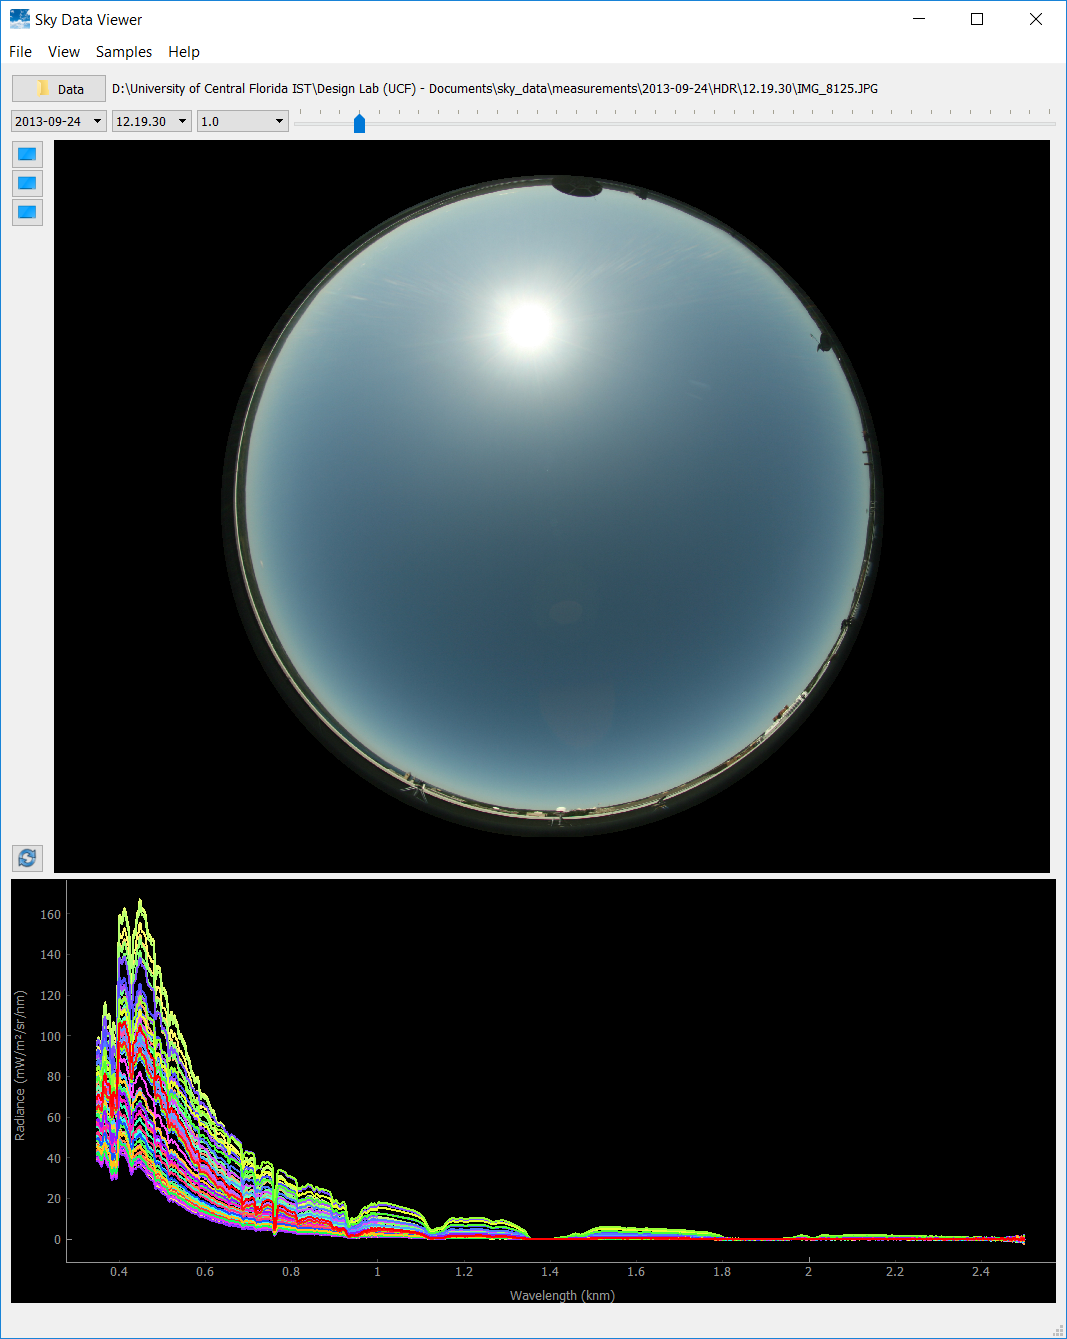 Sky Data Viewer
File View Samples Help
Data D:\University of Central Florida IST\Design Lab (UCF) - Documents\sky_data\measurements\2013-09-24\HDR\12.19.30\IMG_8125.JPG
2013-09-24 12.19.30 1.0
160
140
120
100
80
60
40
20
0
Radiance (mW/m²/sr/nm)
0.4 0.6 0.8 1 1.2 1.4 1.6 1.8 2 2.2 2.4
Wavelength (knm)